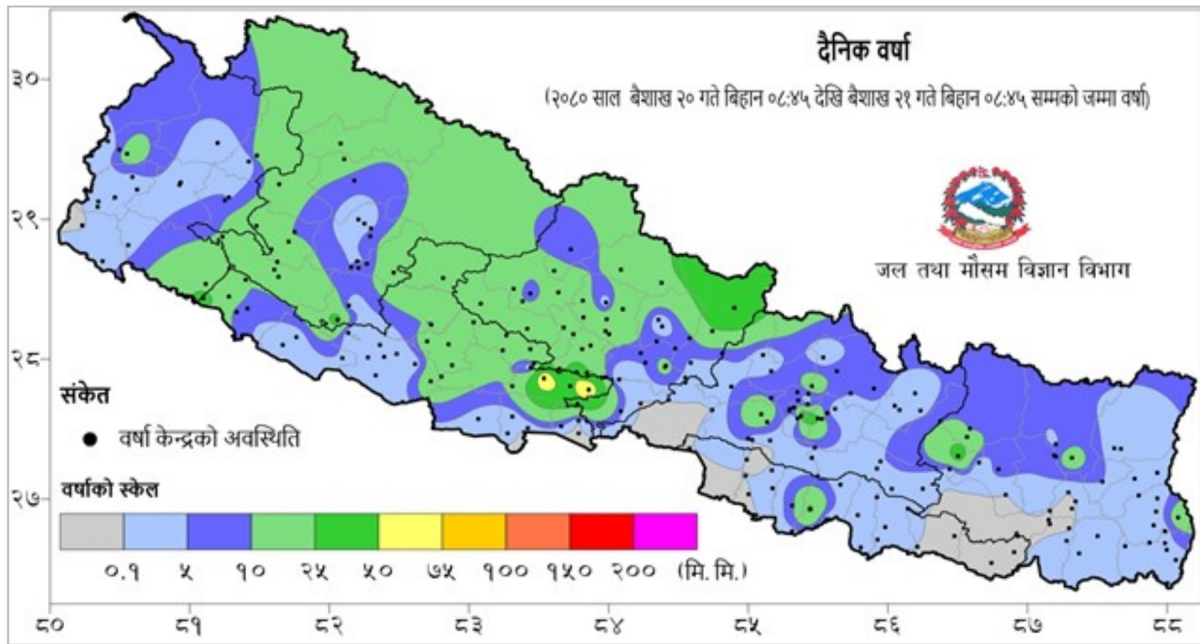 दैनिक वर्षा
(२०८० साल बैशाख २० गते बिहान ०८:४५ देखि बैशाख २१ गते बिहान ०८:४५ सम्मको जम्मा वर्षा)
३०
२९
जल तथा मौसम विज्ञान विभाग
२८
संकेत
वर्षा केन्द्रको अवस्थिति
वर्षाको स्केल
२७
०.१ ५ १० २५ ५० ७५ १०० १५० २०० (मि.मि.)
८० ८१ ८२ ८३ ८४ ८५ ८६ ८७ ८८